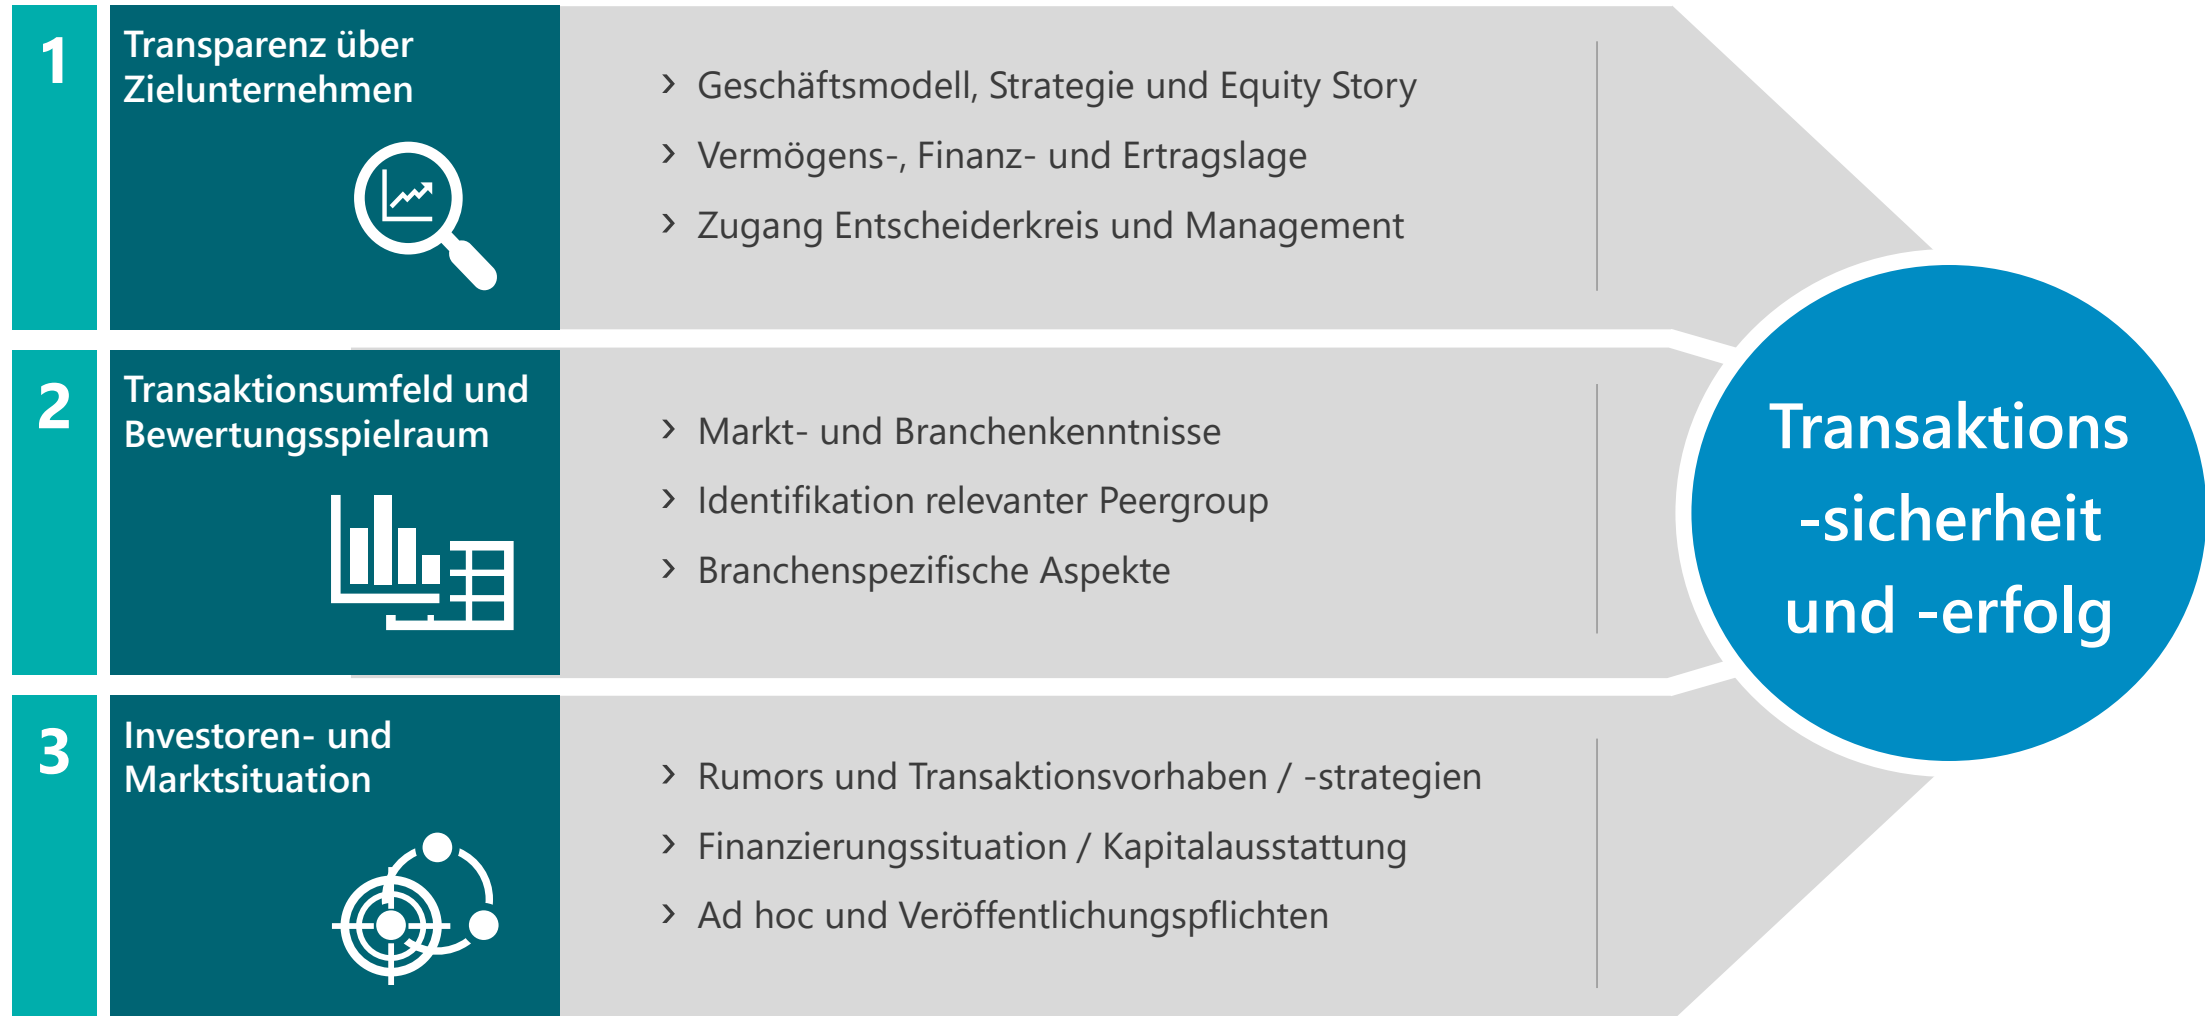 1
Transparenz über
Zielunternehmen
› Geschäftsmodell, Strategie und Equity Story
› Vermögens-, Finanz- und Ertragslage
› Zugang Entscheiderkreis und Management
2
Transaktionsumfeld und
Bewertungsspielraum
› Markt- und Branchenkenntnisse
› Identifikation relevanter Peergroup
› Branchenspezifische Aspekte
3
Investoren- und
Marktsituation
› Rumors und Transaktionsvorhaben / -strategien
› Finanzierungssituation / Kapitalausstattung
› Ad hoc und Veröffentlichungspflichten
Transaktions
-sicherheit
und -erfolg